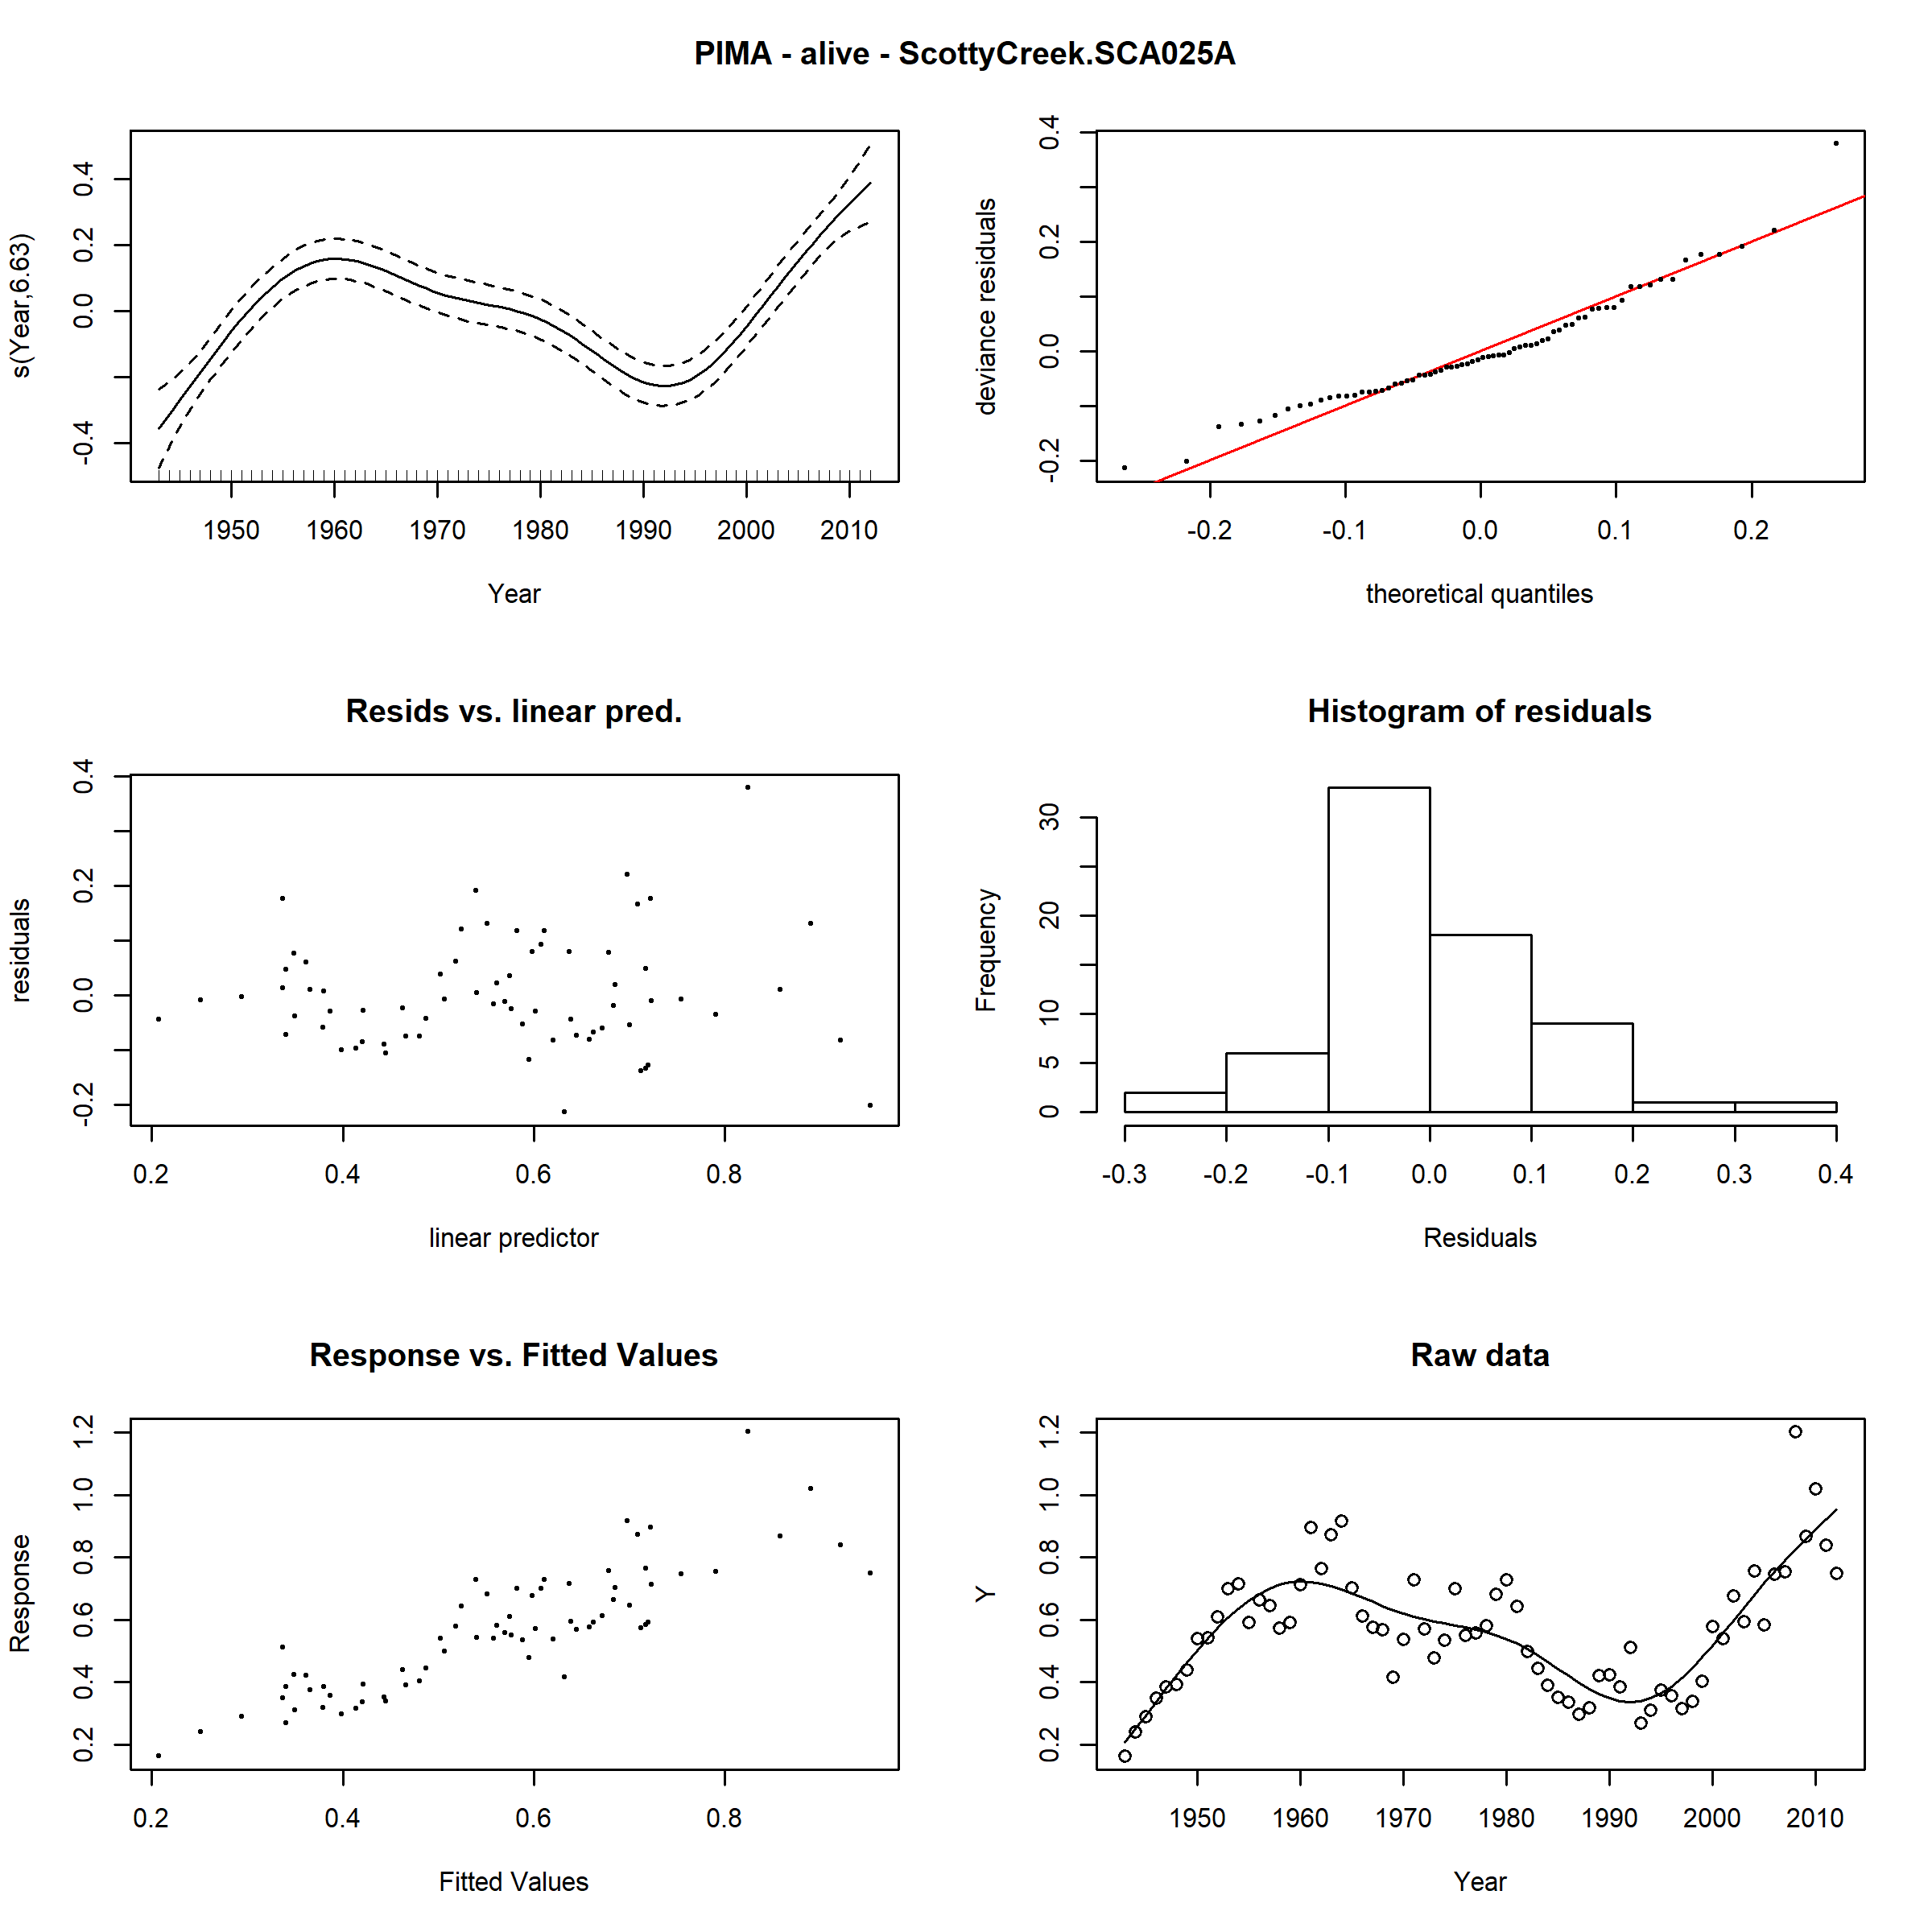 PIMA - alive - ScottyCreek.SCA025A
s(Year,6.63)
0.4
0.2
0.0
-0.4
1950 1960 1970 1980 1990 2000 2010
Year
deviance residuals
0.4
0.2
0.0
-0.2
-0.2 -0.1 0.0 0.1 0.2
theoretical quantiles
Resids vs. linear pred.
residuals
0.4
0.2
0.0
-0.2
0.2 0.4 0.6 0.8
linear predictor
Histogram of residuals
Frequency
30
20
10
5
0
-0.3 -0.2 -0.1 0.0 0.1 0.2 0.3 0.4
Residuals
Response vs. Fitted Values
Response
1.2
1.0
0.8
0.6
0.4
0.2
0.2 0.4 0.6 0.8
Fitted Values
Raw data
Y
1.2
1.0
0.8
0.6
0.4
0.2
1950 1960 1970 1980 1990 2000 2010
Year